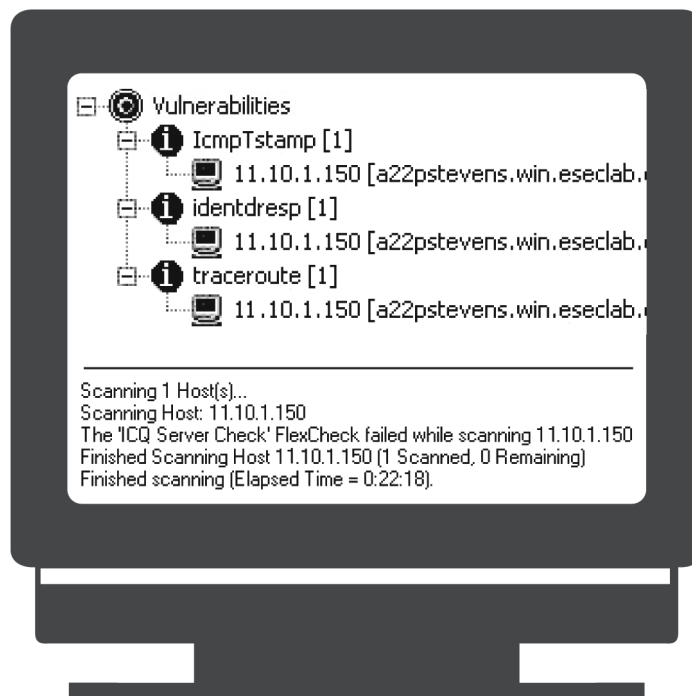 Vulnerabilities
IcmpTstamp [1]
11.10.1.150 [a22pstevens.win.eseclab.
identdresp [1]
11.10.1.150 [a22pstevens.win.eseclab.
traceroute [1]
11.10.1.150 [a22pstevens.win.eseclab.
Scanning 1 Host(s)...
Scanning Host: 11.10.1.150
The 'ICQ Server Check' FlexCheck failed while scanning 11.10.1.150
Finished Scanning Host 11.10.1.150 (1 Scanned, 0 Remaining)
Finished scanning (Elapsed Time = 0:22:18).